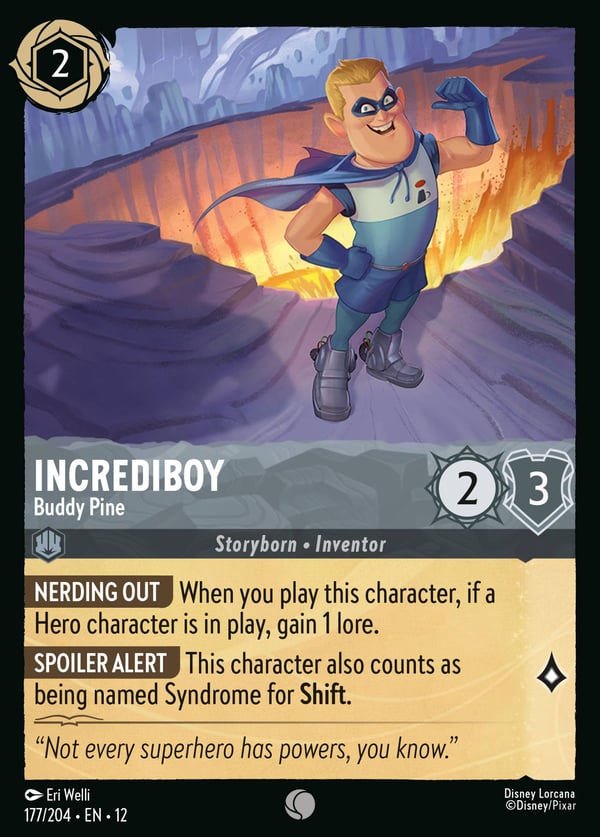 2
INCREDIBOY
Buddy Pine
2
3
Storyborn • Inventor
NERDING OUT When you play this character, if a
Hero character is in play, gain 1 lore.
SPOILER ALERT This character also counts as
being named Syndrome for Shift.
“Not every superhero has powers, you know.”
Eri Welli
177/204 • EN • 12
Disney Lorcana
©Disney/Pixar